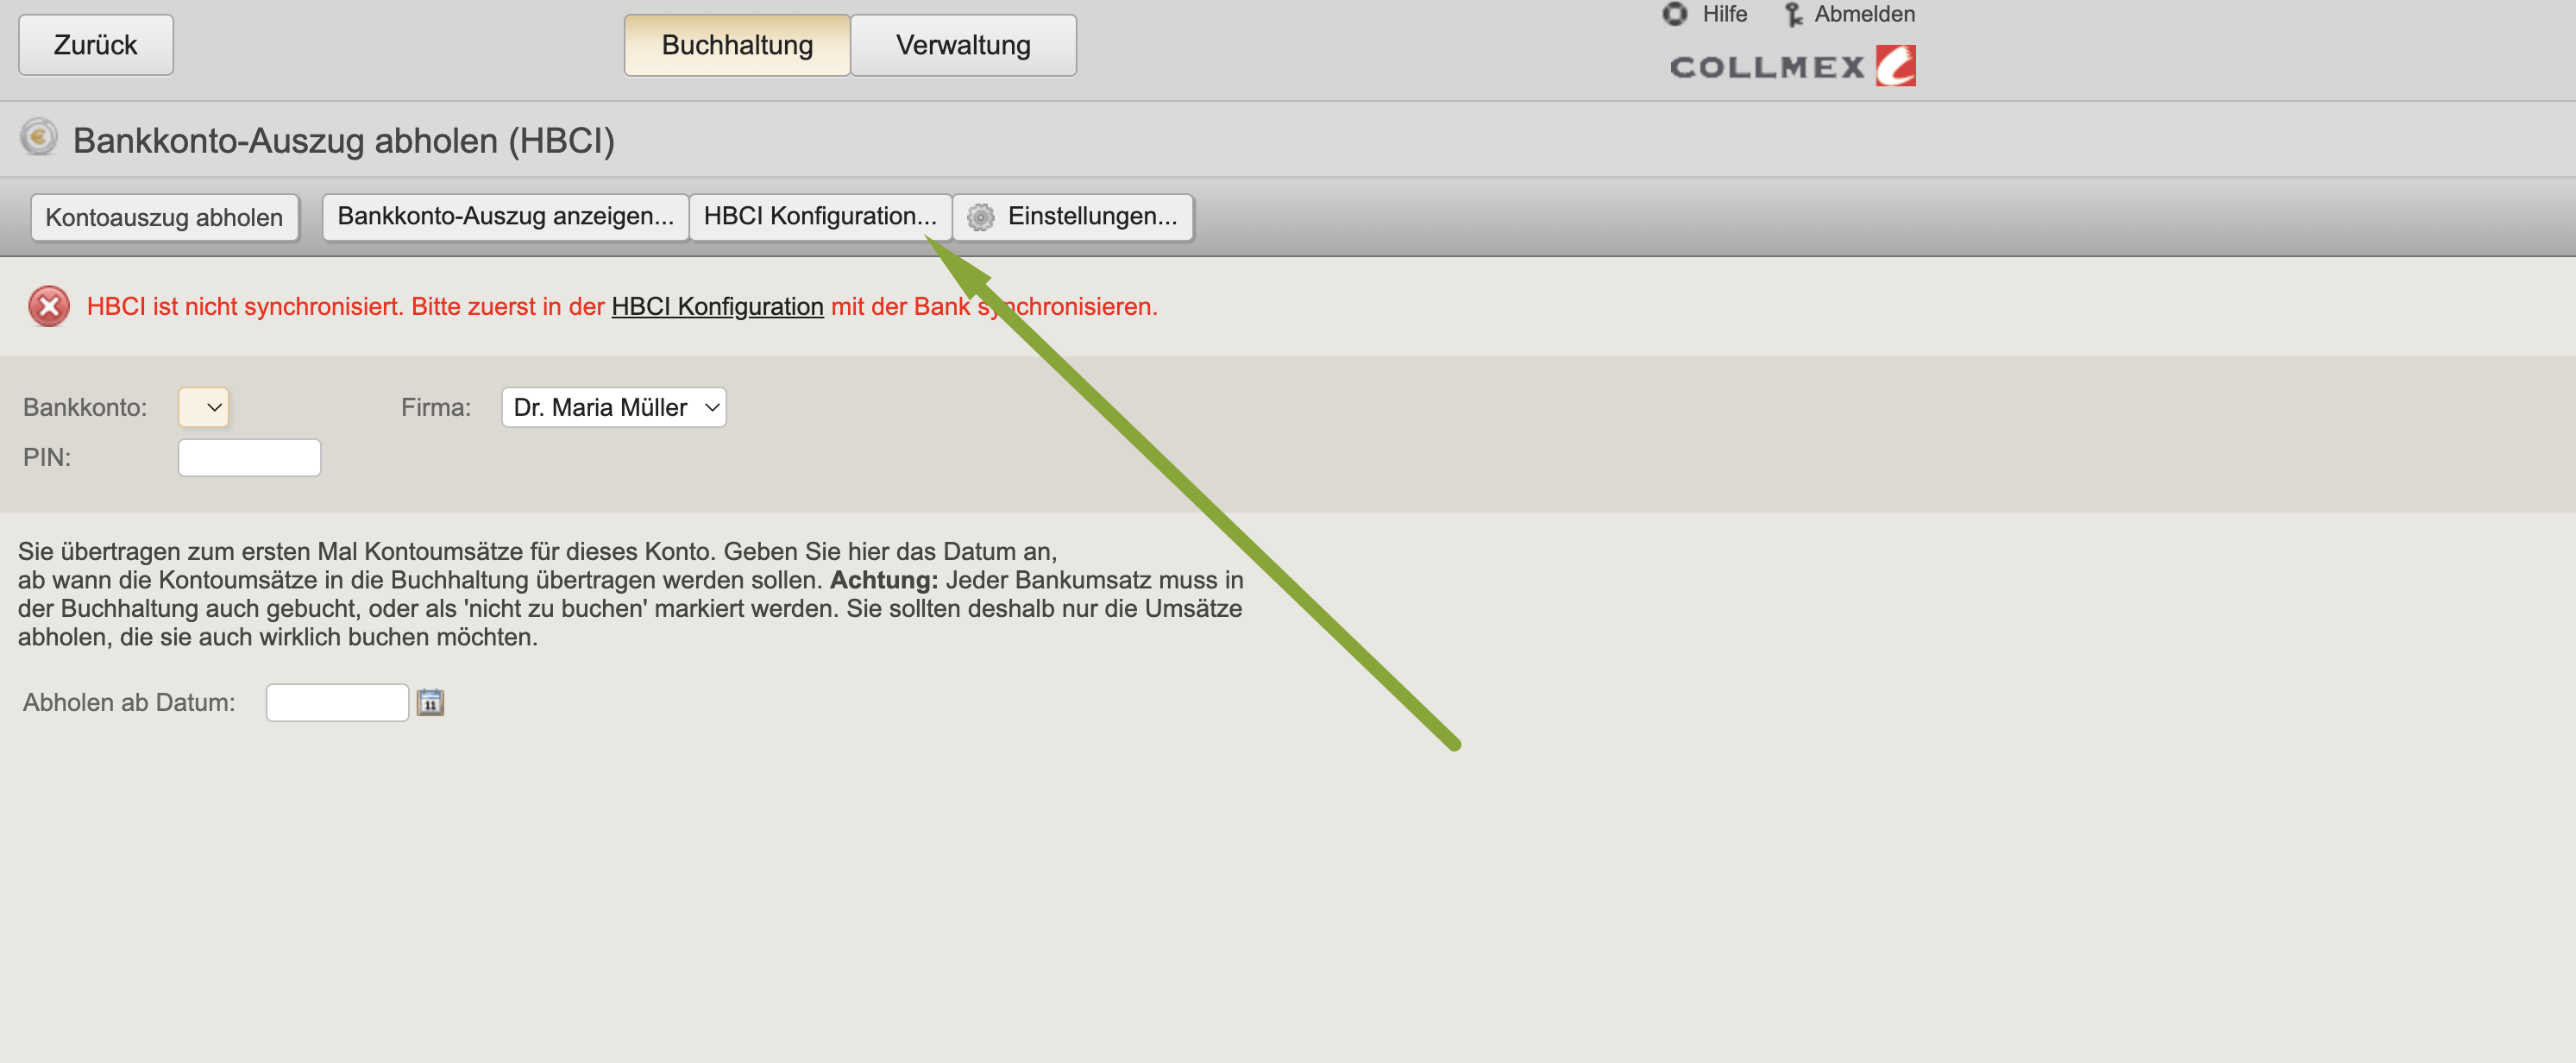 Zurück
Buchhaltung
Verwaltung
Hilfe
Abmelden
COLLMEX
Bankkonto-Auszug abholen (HBCI)
Kontoauszug abholen
Bankkonto-Auszug anzeigen...
HBCI Konfiguration...
Einstellungen...
HBCI ist nicht synchronisiert. Bitte zuerst in der HBCI Konfiguration mit der Bank synchronisieren.
Bankkonto:
Firma:
Dr. Maria Müller
PIN:
Sie übertragen zum ersten Mal Kontoumsätze für dieses Konto. Geben Sie hier das Datum an,
ab wann die Kontoumsätze in die Buchhaltung übertragen werden sollen. Achtung: Jeder Bankumsatz muss in
der Buchhaltung auch gebucht, oder als 'nicht zu buchen' markiert werden. Sie sollten deshalb nur die Umsätze
abholen, die sie auch wirklich buchen möchten.
Abholen ab Datum:
11